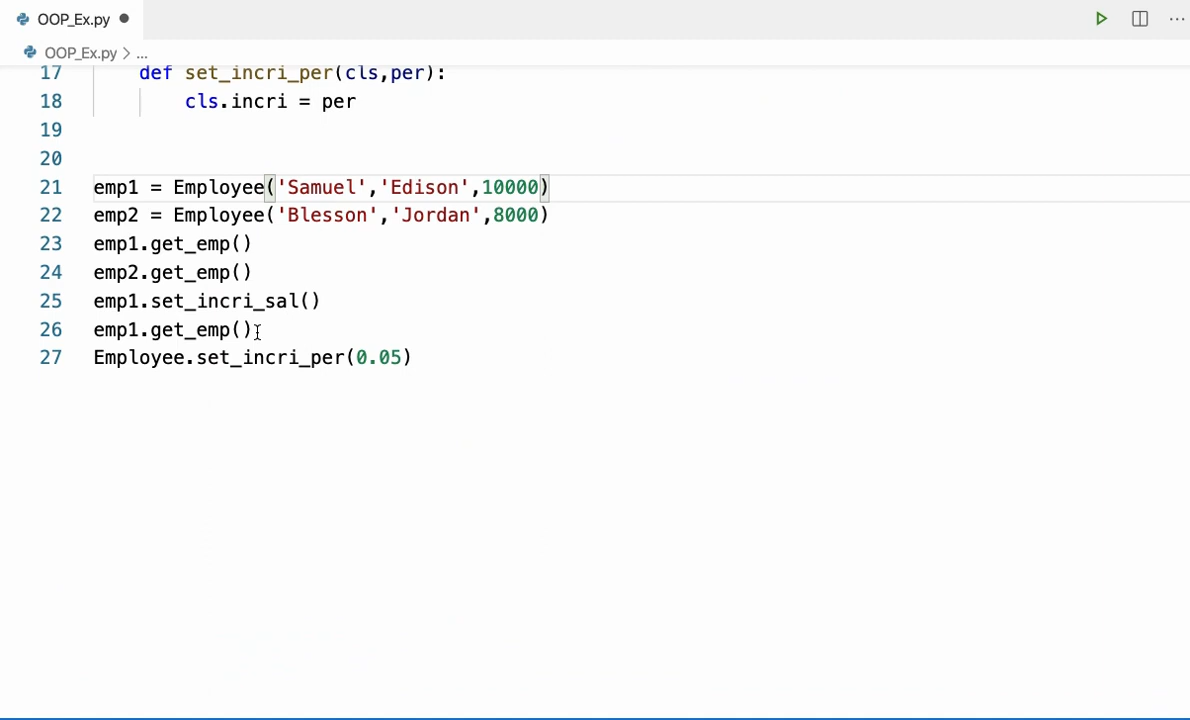 OOP_Ex.py
OOP_Ex.py > ...
17 def set_incri_per(cls,per):
18 cls.incri = per
19
20
21 emp1 = Employee('Samuel','Edison',10000)
22 emp2 = Employee('Blesson','Jordan',8000)
23 emp1.get_emp()
24 emp2.get_emp()
25 emp1.set_incri_sal()
26 emp1.get_emp()
27 Employee.set_incri_per(0.05)